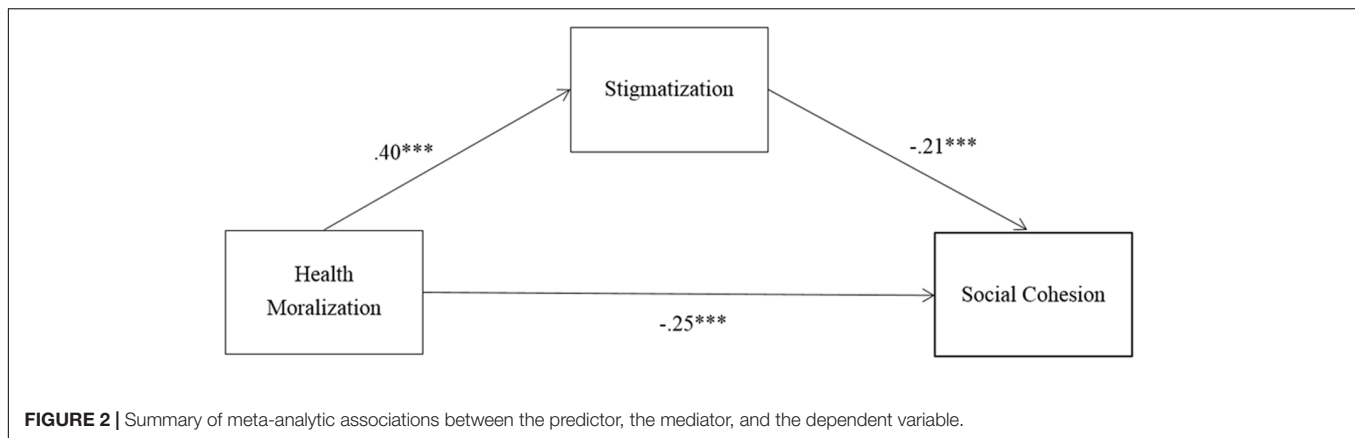 Stigmatization
.40***
-.21***
Health
Moralization
Social Cohesion
-.25***
FIGURE 2 | Summary of meta-analytic associations between the predictor, the mediator, and the dependent variable.